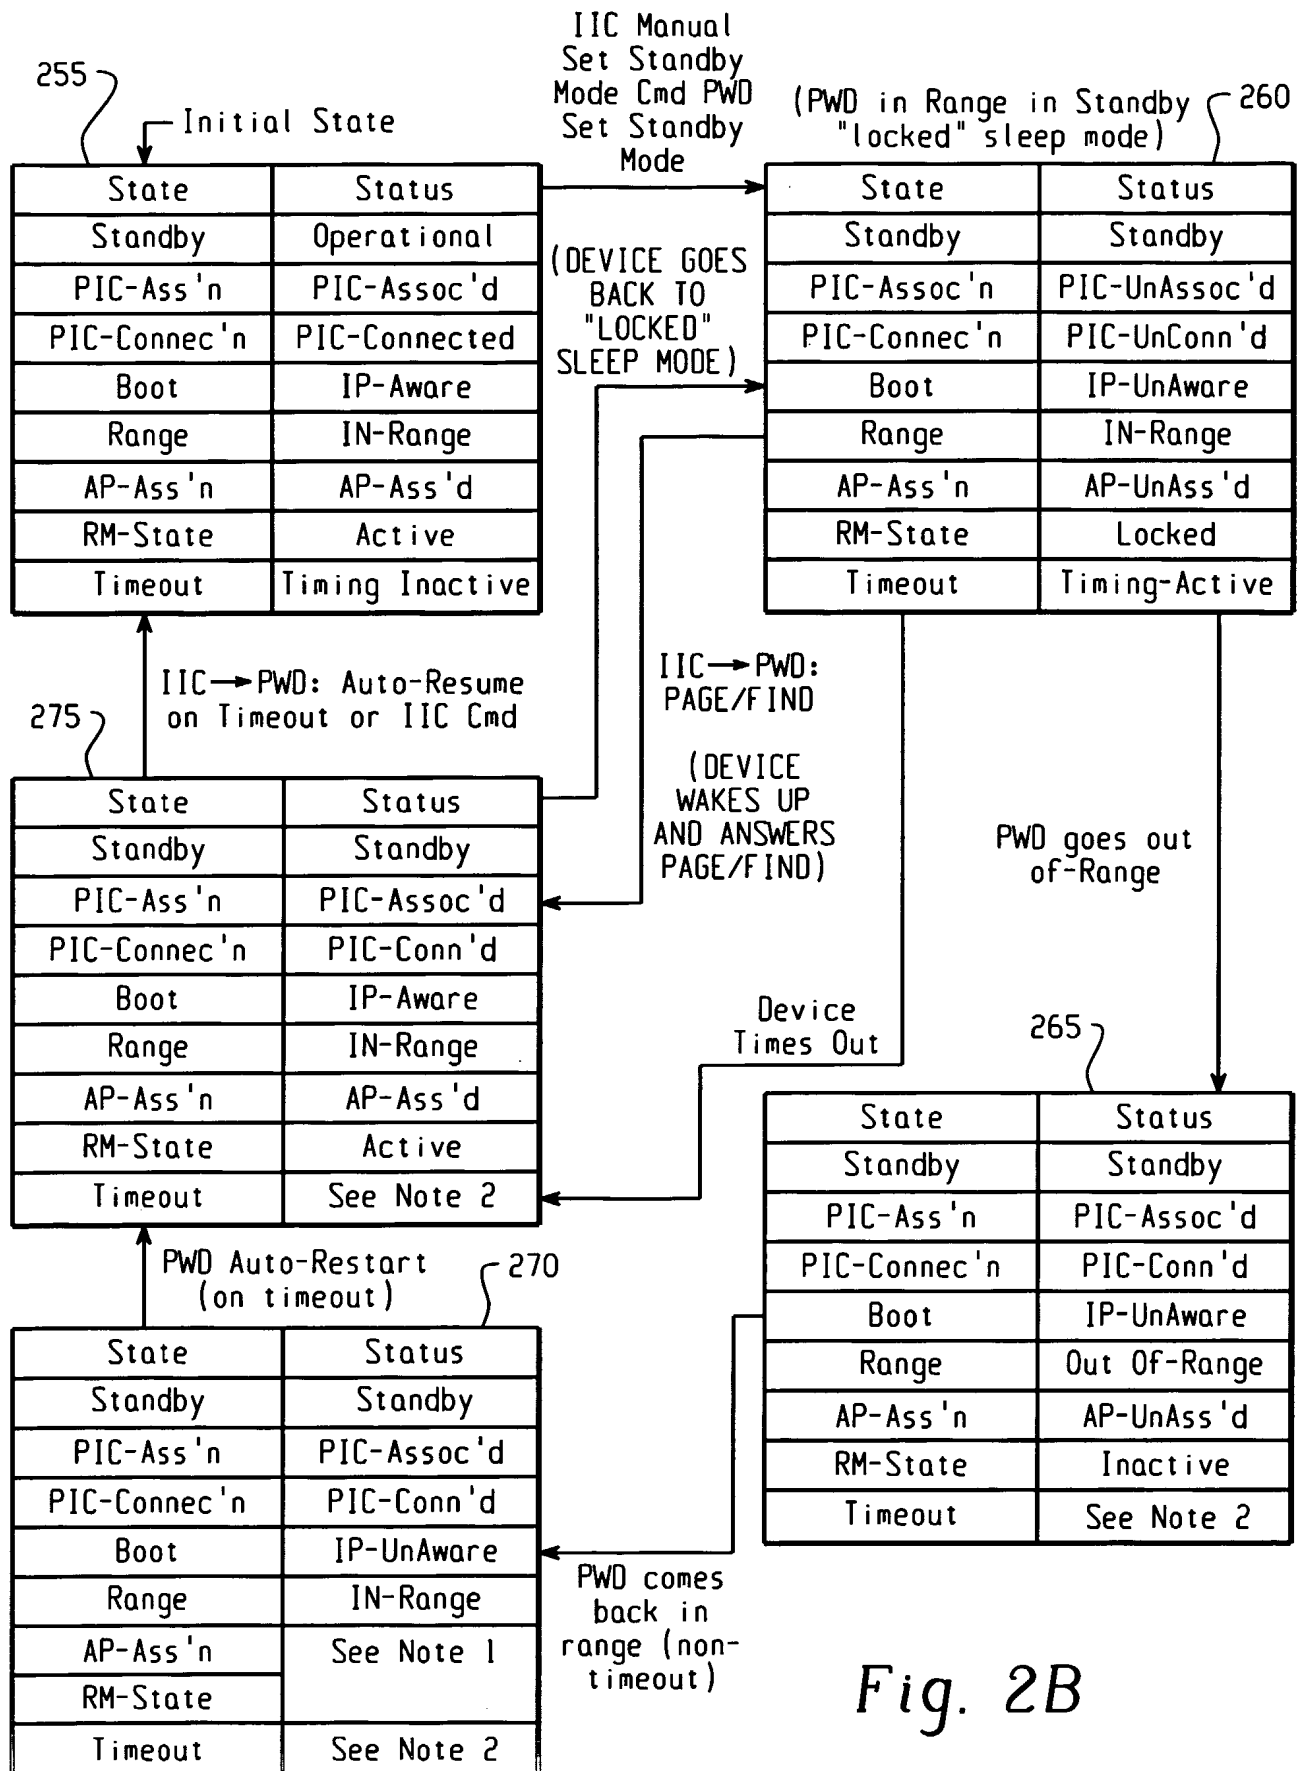 IIC Manual
Set Standby
Mode Cmd PWD
Set Standby
Mode
255
Initial State
(PWD in Range in Standby
"locked" sleep mode)
260
State Status
Standby Operational
PIC-Ass'n PIC-Assoc'd
PIC-Connec'n PIC-Connected
Boot IP-Aware
Range IN-Range
AP-Ass'n AP-Ass'd
RM-State Active
Timeout Timing Inactive
(DEVICE GOES
BACK TO
"LOCKED"
SLEEP MODE)
State Status
Standby Standby
PIC-Assoc'n PIC-UnAssoc'd
PIC-Connec'n PIC-UnConn'd
Boot IP-UnAware
Range IN-Range
AP-Ass'n AP-UnAss'd
RM-State Locked
Timeout Timing-Active
IIC→PWD: Auto-Resume
on Timeout or IIC Cmd
IIC→PWD:
PAGE/FIND
(DEVICE
WAKES UP
AND ANSWERS
PAGE/FIND)
PWD goes out
of-Range
275
State Status
Standby Standby
PIC-Ass'n PIC-Assoc'd
PIC-Connec'n PIC-Conn'd
Boot IP-Aware
Range IN-Range
AP-Ass'n AP-Ass'd
RM-State Active
Timeout See Note 2
Device
Times Out
265
State Status
Standby Standby
PIC-Ass'n PIC-Assoc'd
PIC-Connec'n PIC-Conn'd
Boot IP-UnAware
Range Out Of-Range
AP-Ass'n AP-UnAss'd
RM-State Inactive
Timeout See Note 2
PWD Auto-Restart
(on timeout)
270
State Status
Standby Standby
PIC-Ass'n PIC-Assoc'd
PIC-Connec'n PIC-Conn'd
Boot IP-UnAware
Range IN-Range
AP-Ass'n See Note 1
RM-State
Timeout See Note 2
PWD comes
back in
range (non-
timeout)
Fig. 2B